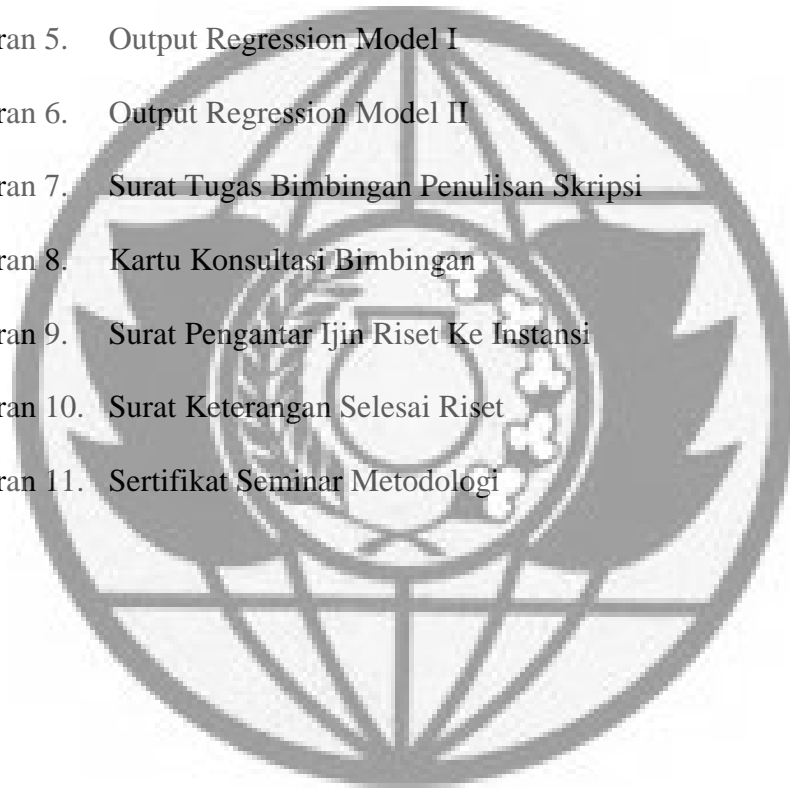 ran 5. Output Regression Model I
ran 6. Output Regression Model II
ran 7. Surat Tugas Bimbingan Penulisan Skripsi
ran 8. Kartu Konsultasi Bimbingan
ran 9. Surat Pengantar Ijin Riset Ke Instansi
ran 10. Surat Keterangan Selesai Riset
ran 11. Sertifikat Seminar Metodologi